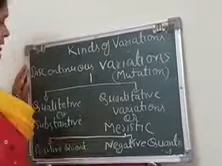 Kinds of Variations
Discontinuous variations
(Mutation)
Qualitative Quantitative
or variations
Substantive or
Meristic
Positive Quant Negative Quant